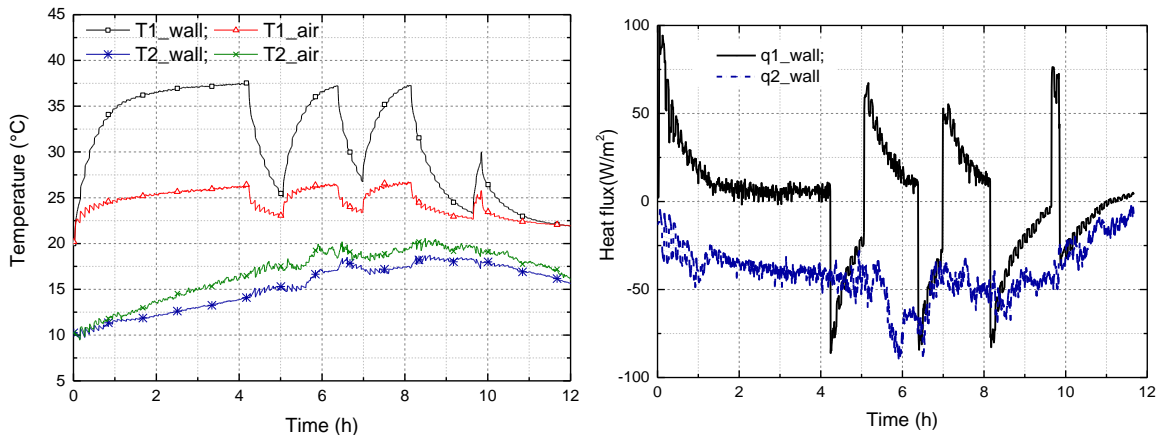 T1_wall; T1_air
T2_wall; T2_air
Temperature (°C)
45
40
35
30
25
20
15
10
5
0 2 4 6 8 10 12
Time (h)
q1_wall;
q2_wall
Heat flux(W/m²)
100
50
0
-50
-100
0 2 4 6 8 10 12
Time (h)